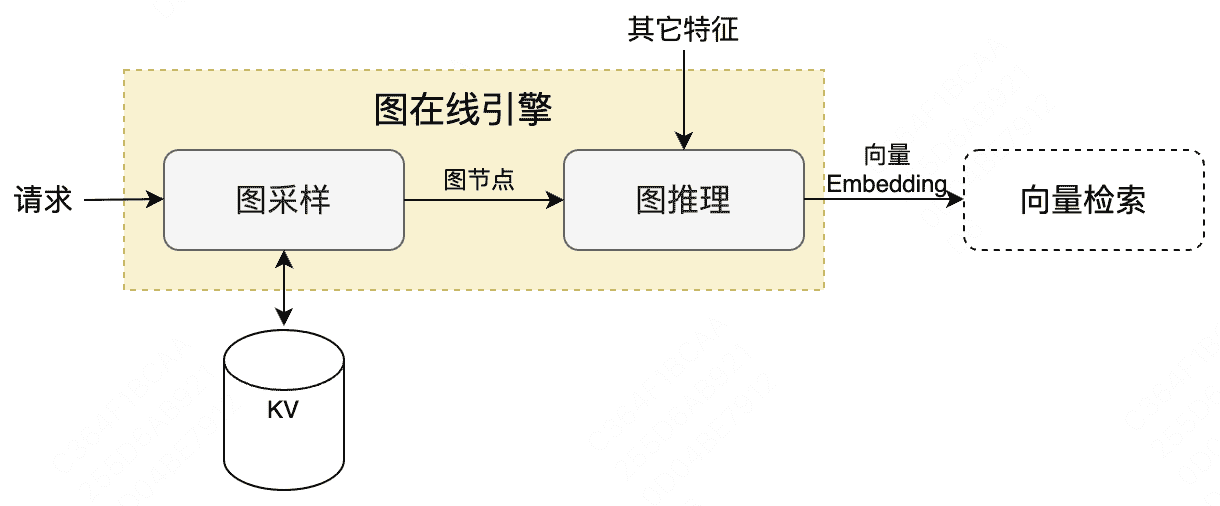 其它特征
图在线引擎
请求
图采样
图节点
图推理
向量
Embedding
向量检索
KV